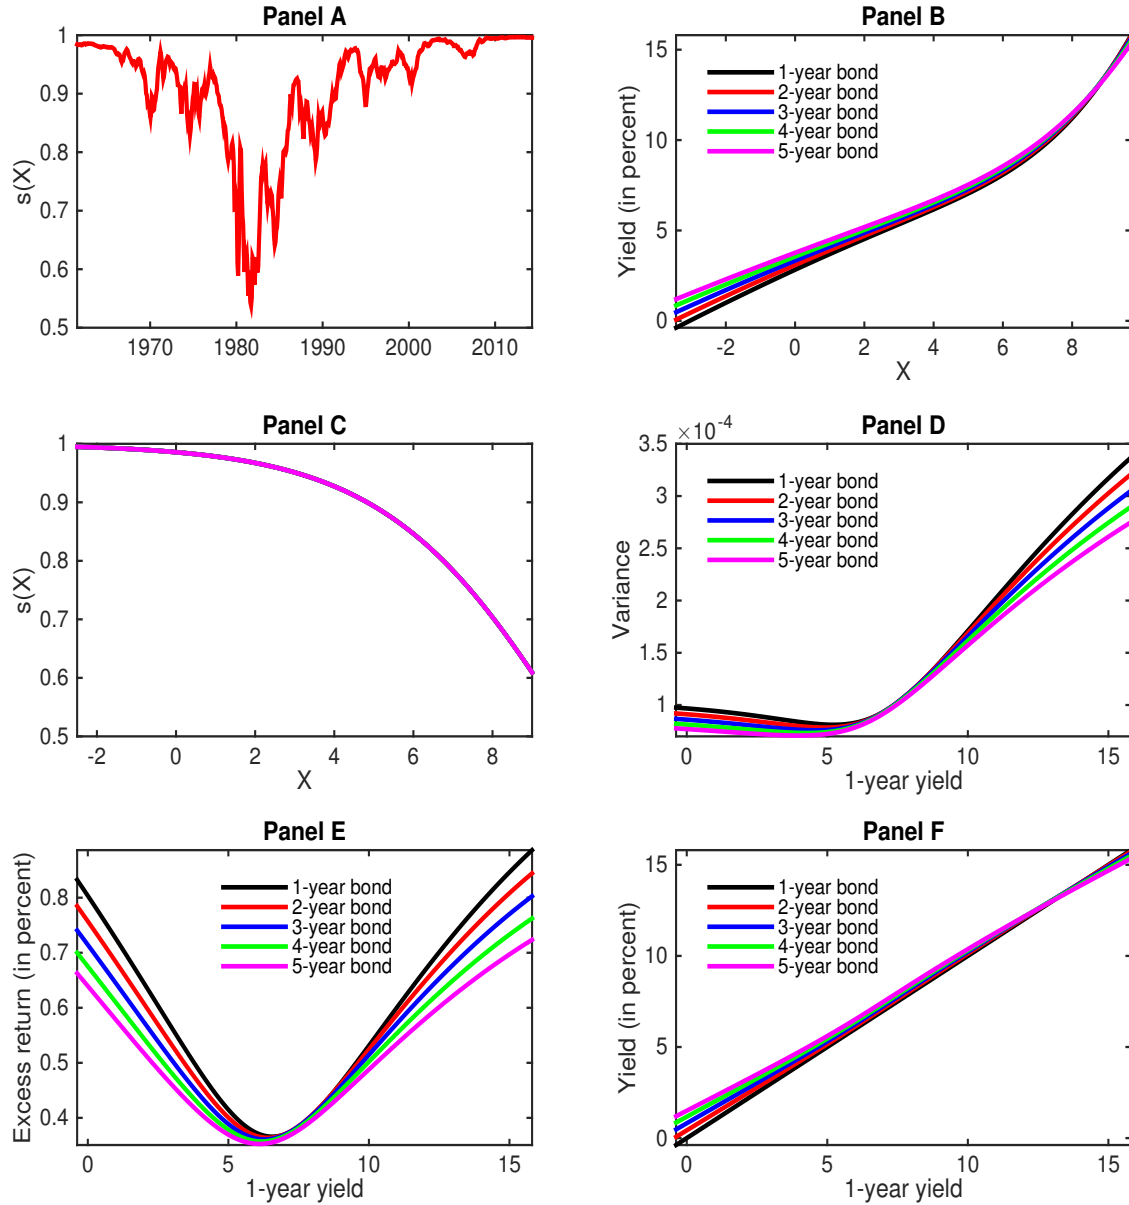 Panel A
s(X)
1
0.9
0.8
0.7
0.6
0.5
1970 1980 1990 2000 2010
Panel B
Yield (in percent)
15
10
5
0
1-year bond
2-year bond
3-year bond
4-year bond
5-year bond
-2 0 2 4 6 8
X
Panel C
s(X)
1
0.9
0.8
0.7
0.6
0.5
-2 0 2 4 6 8
X
Panel D
×10⁻⁴
Variance
3.5
3
2.5
2
1.5
1
1-year bond
2-year bond
3-year bond
4-year bond
5-year bond
0 5 10 15
1-year yield
Panel E
Excess return (in percent)
0.8
0.7
0.6
0.5
0.4
1-year bond
2-year bond
3-year bond
4-year bond
5-year bond
0 5 10 15
1-year yield
Panel F
Yield (in percent)
15
10
5
0
1-year bond
2-year bond
3-year bond
4-year bond
5-year bond
0 5 10 15
1-year yield